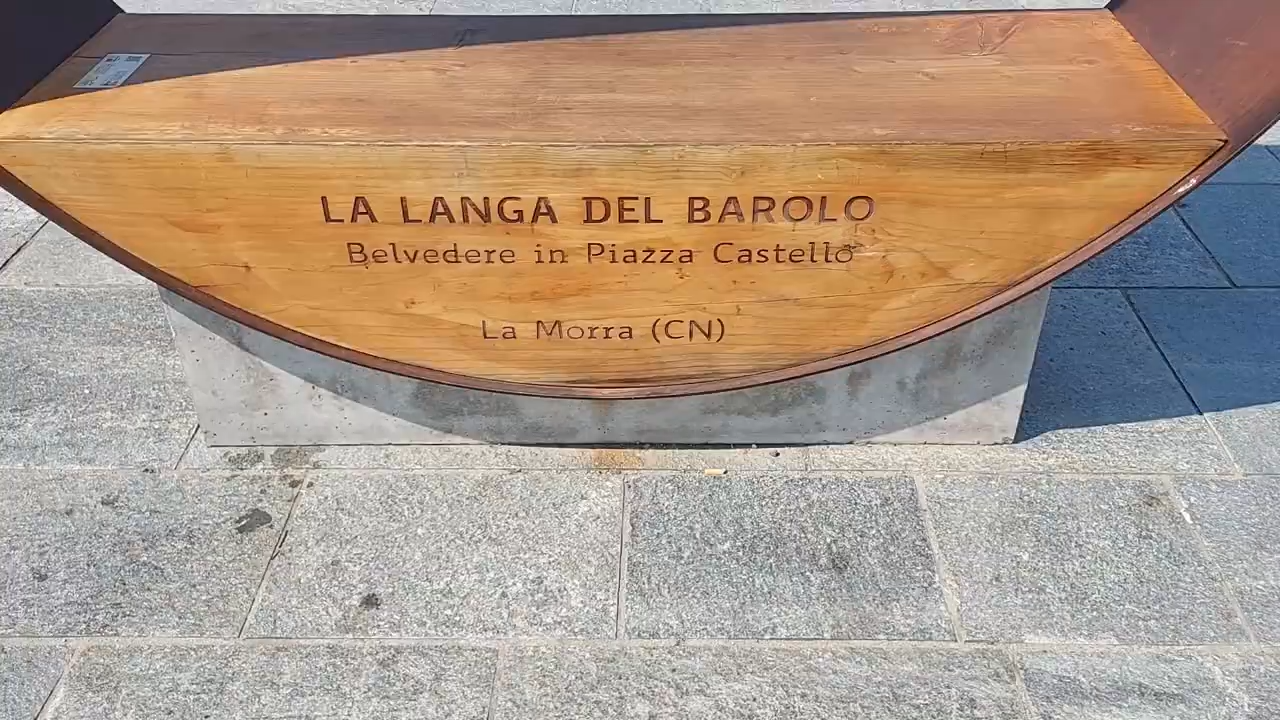 LA LANGA DEL BAROLO
Belvedere in Piazza Castello
La Morra (CN)